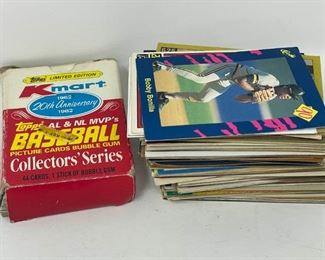 Topps LIMITED EDITION
Kmart
1962 1982
20th Anniversary
Topps AL & NL MVP's
BASEBALL
PICTURE CARDS BUBBLE GUM
Collectors' Series
44 CARDS, 1 STICK OF BUBBLE GUM
Classic
Bobby Bonilla